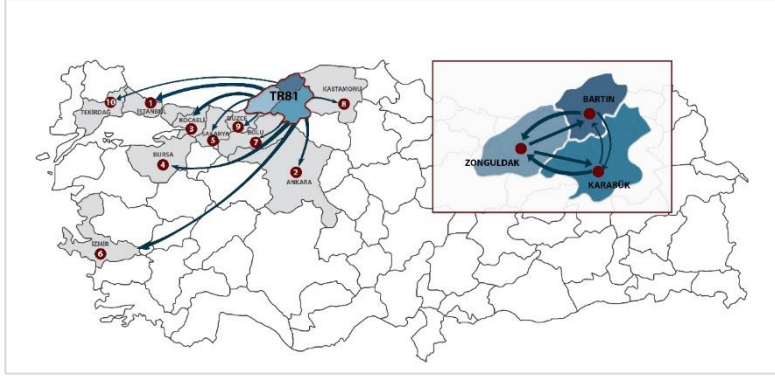 TR81
KASTAMONU
8
10
TEKİRDAG
1
İSTANBUL
KOCAELİ
3
DÜZCE
9
SAKARYA
5
BOLU
7
BURSA
4
2
ANKARA
İZMİR
6
BARTIN
ZONGULDAK
KARABÜK